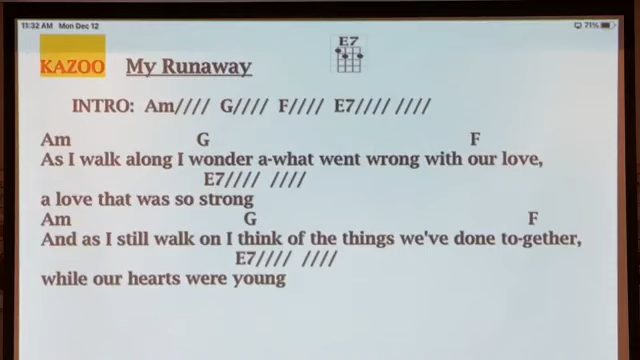 11:32 AM Mon Dec 12
71%
KAZOO My Runaway
E7
INTRO: Am//// G//// F//// E7//// ////
Am G F
As I walk along I wonder a-what went wrong with our love,
E7//// ////
a love that was so strong
Am G F
And as I still walk on I think of the things we've done to-gether,
E7//// ////
while our hearts were young